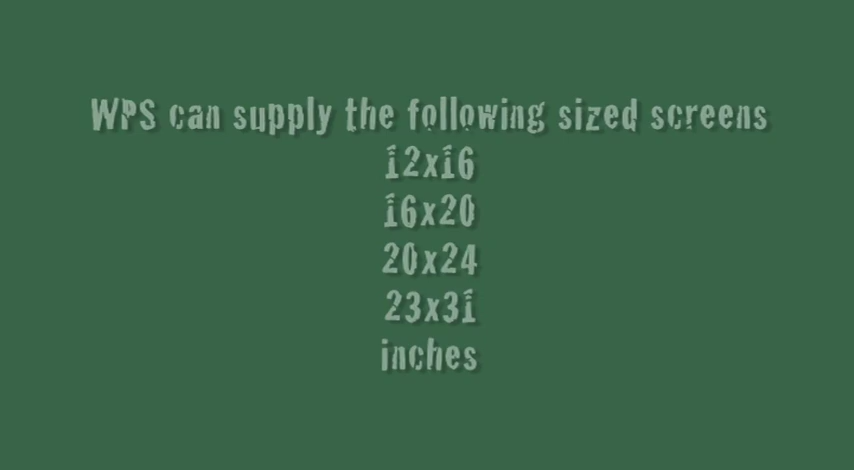 WPS can supply the following sized screens
12x16
16x20
20x24
23x31
inches